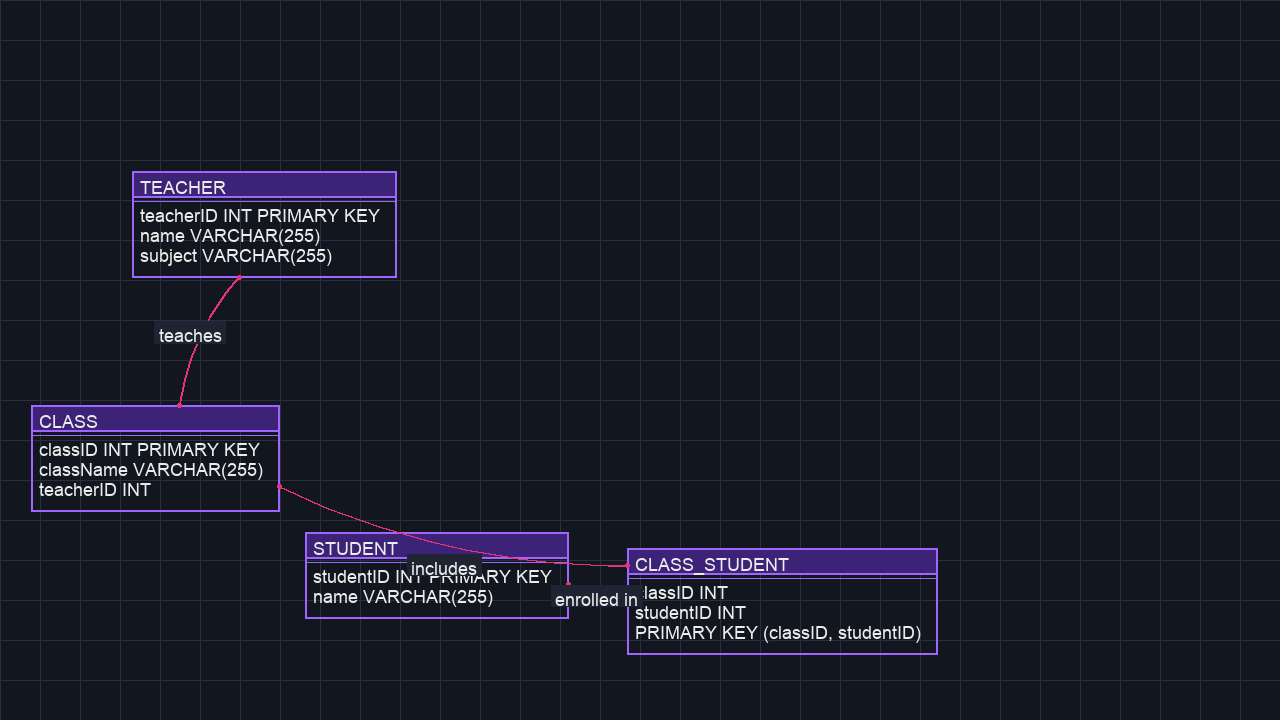 TEACHER
teacherID INT PRIMARY KEY
name VARCHAR(255)
subject VARCHAR(255)
teaches
CLASS
classID INT PRIMARY KEY
className VARCHAR(255)
teacherID INT
STUDENT
includes
studentID INT PRIMARY KEY
name VARCHAR(255)
enrolled in
CLASS_STUDENT
classID INT
studentID INT
PRIMARY KEY (classID, studentID)